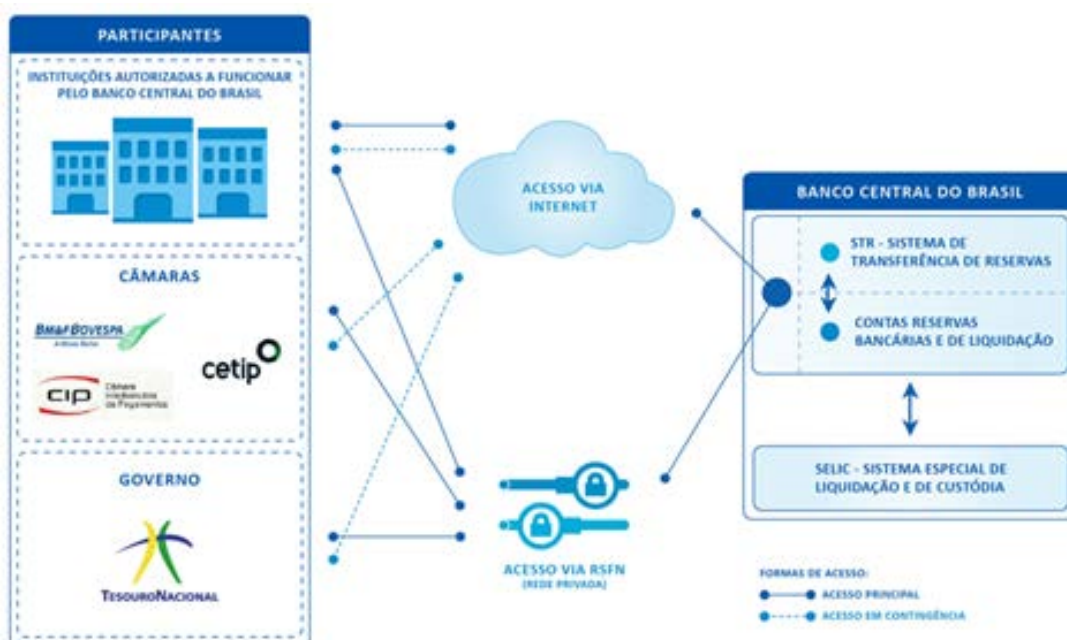 PARTICIPANTES
INSTITUIÇÕES AUTORIZADAS A FUNCIONAR
PELO BANCO CENTRAL DO BRASIL
CÂMARAS
BM&FBOVESPA
cetip
CIP
Câmara
Interbancária
de Pagamentos
GOVERNO
TESOURONACIONAL
ACESSO VIA
INTERNET
ACESSO VIA RSFN
(REDE PRIVADA)
BANCO CENTRAL DO BRASIL
STR - SISTEMA DE
TRANSFERÊNCIA DE RESERVAS
CONTAS RESERVAS
BANCÁRIAS E DE LIQUIDAÇÃO
SELIC - SISTEMA ESPECIAL DE
LIQUIDAÇÃO E DE CUSTÓDIA
FORMAS DE ACESSO:
ACESSO PRINCIPAL
ACESSO EM CONTINGÊNCIA